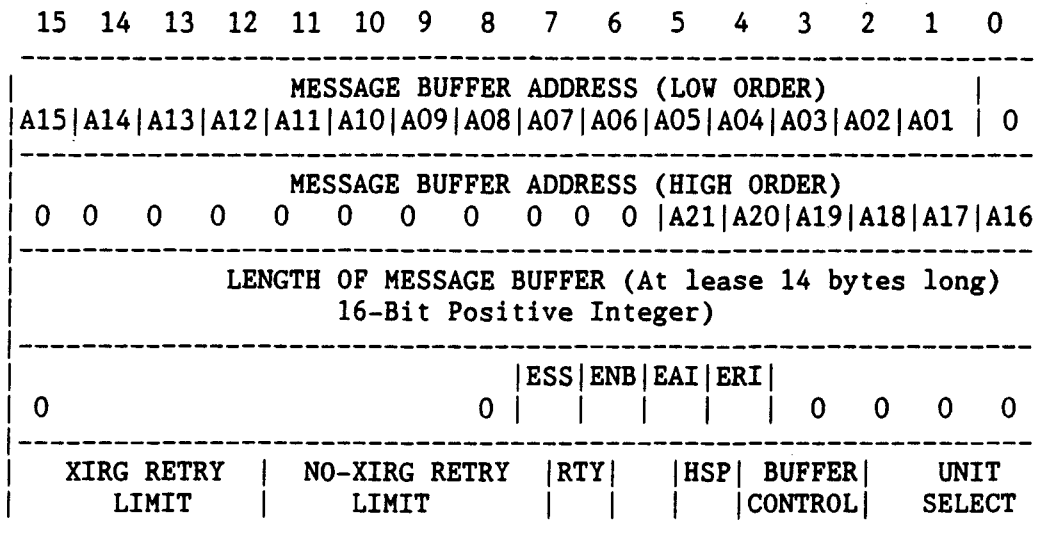 15 14 13 12 11 10 9 8 7 6 5 4 3 2 1 0
MESSAGE BUFFER ADDRESS (LOW ORDER) |
|A15|A14|A13|A12|A11|A10|A09|A08|A07|A06|A05|A04|A03|A02|A01 | 0
MESSAGE BUFFER ADDRESS (HIGH ORDER)
| 0 0 0 0 0 0 0 0 0 0 0 |A21|A20|A19|A18|A17|A16
LENGTH OF MESSAGE BUFFER (At lease 14 bytes long)
16-Bit Positive Integer)
|ESS|ENB|EAI|ERI|
| 0 0 | | | | | 0 0 0 0
| XIRG RETRY | NO-XIRG RETRY |RTY| |HSP| BUFFER| UNIT
| LIMIT | LIMIT | | | |CONTROL| SELECT